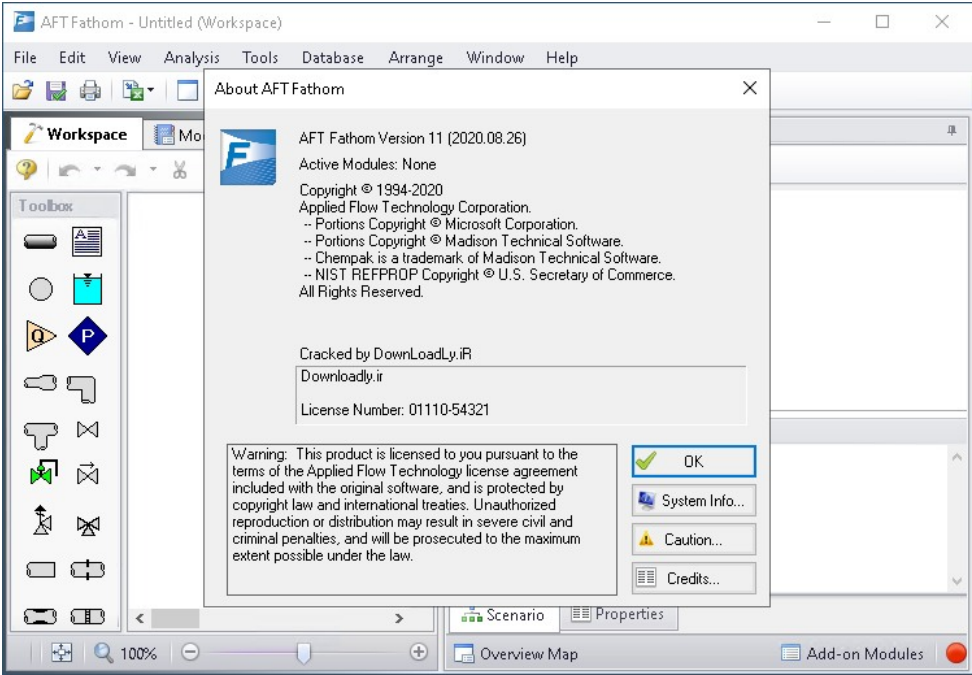 AFT Fathom - Untitled (Workspace)
File Edit View Analysis Tools Database Arrange Window Help
About AFT Fathom
Workspace
Mo
Toolbox
AFT Fathom Version 11 (2020.08.26)
Active Modules: None
Copyright © 1994-2020
Applied Flow Technology Corporation.
-- Portions Copyright © Microsoft Corporation.
-- Portions Copyright © Madison Technical Software.
-- Chempak is a trademark of Madison Technical Software.
-- NIST REFPROP Copyright © U.S. Secretary of Commerce.
All Rights Reserved.
Cracked by DownLoadLy.iR
Downloadly.ir
License Number: 01110-54321
Warning: This product is licensed to you pursuant to the
terms of the Applied Flow Technology license agreement
included with the original software, and is protected by
copyright law and international treaties. Unauthorized
reproduction or distribution may result in severe civil and
criminal penalties, and will be prosecuted to the maximum
extent possible under the law.
OK
System Info...
Caution...
Credits...
A
Q
P
Scenario
Properties
100%
Overview Map
Add-on Modules